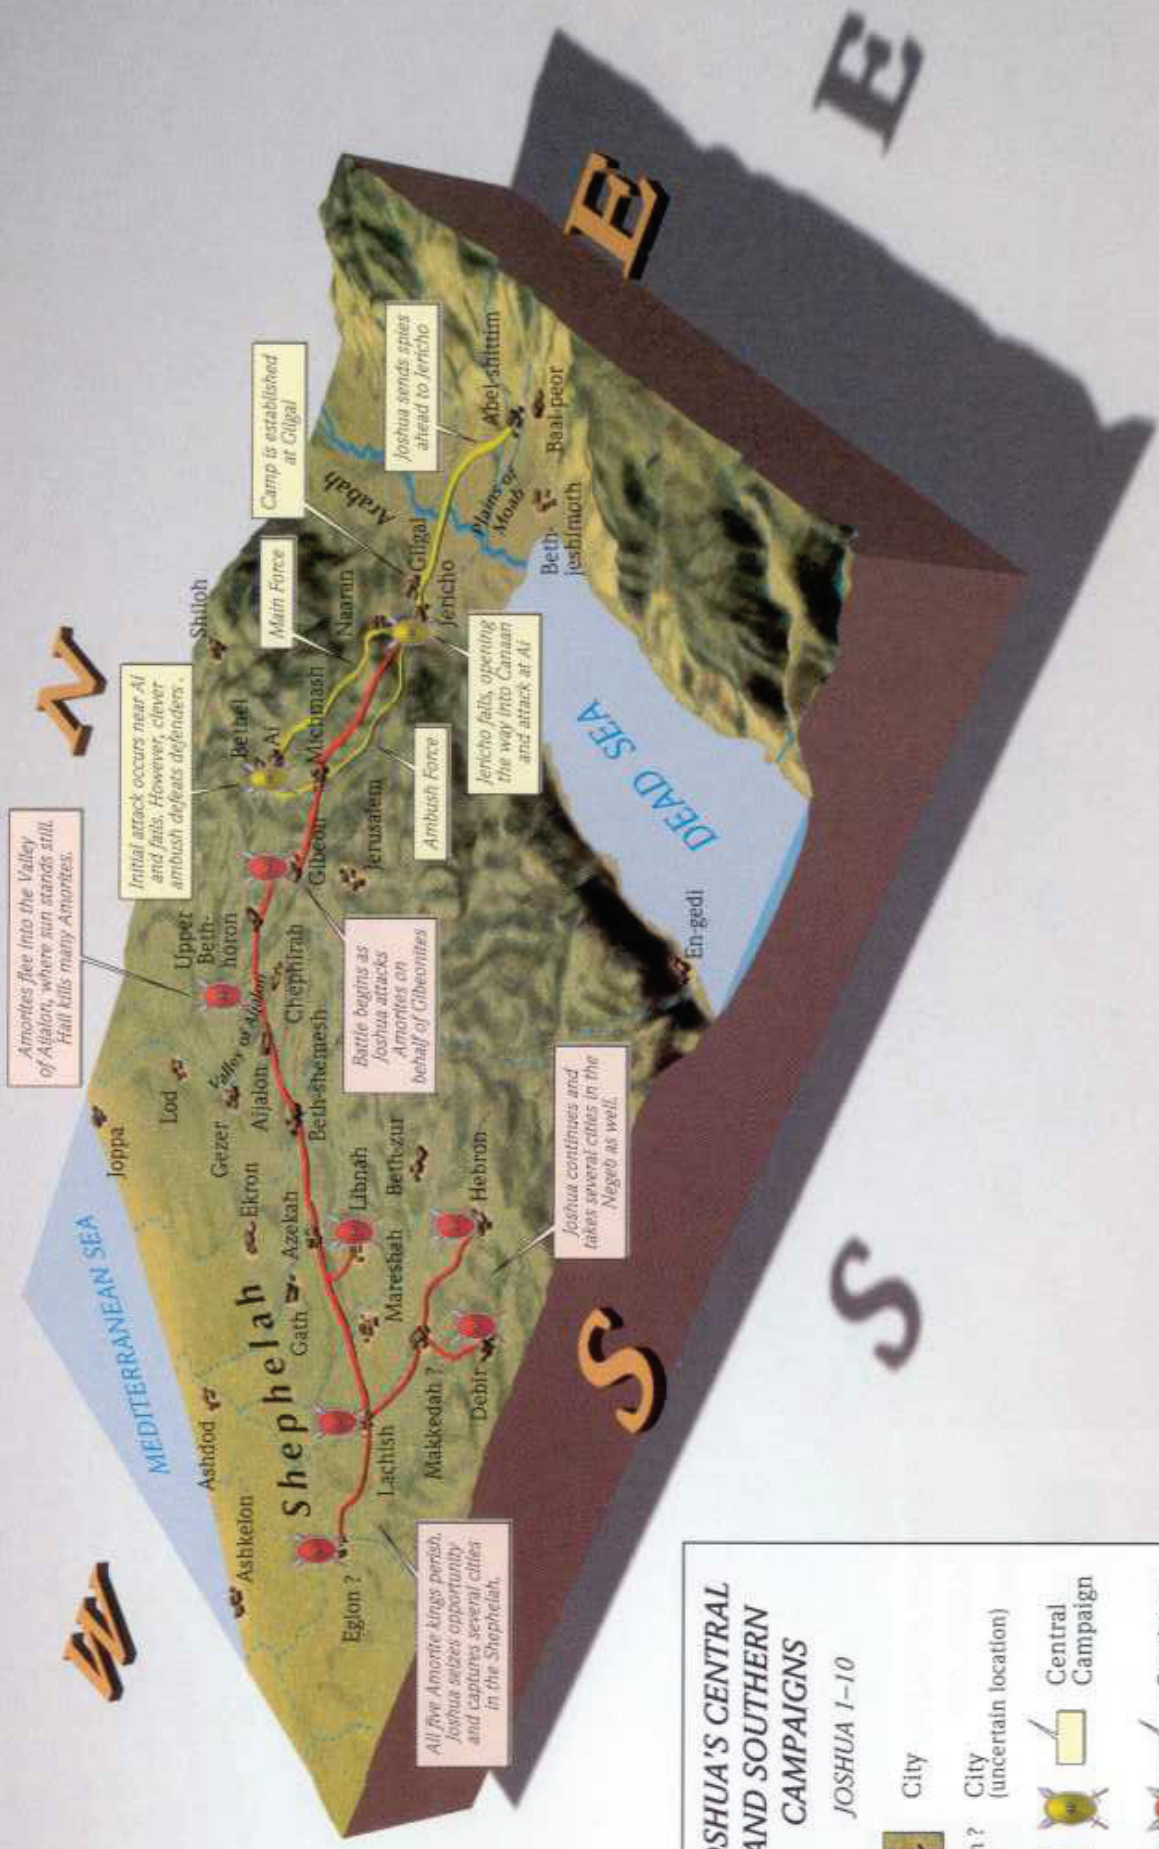 N
E
E
S
S
W
MEDITERRANEAN SEA
DEAD SEA
Shephelah
Arabah
Plains of
Moab
Valley of Aijalon
Amorites flee into the Valley
of Aijalon, where sun stands still.
Hail kills many Amorites.
Initial attack occurs near Ai
and fails. However, clever
ambush defeats defenders.
Main Force
Camp is established
at Gilgal
Joshua sends spies
ahead to Jericho
Jericho falls, opening
the way into Canaan
and attack at Ai
Ambush Force
Battle begins as
Joshua attacks
Amorites on
behalf of Gibeonites
Joshua continues and
takes several cities in the
Negeb as well.
All five Amorite kings perish.
Joshua seizes opportunity
and captures several cities
in the Shephelah.
Joppa
Lod
Gezer
Aijalon
Upper
Beth-
horon
Chephirah
Beth-shemesh
Bethel
Ai
Shiloh
Naaran
Michmash
Gibeon
Jerusalem
Gilgal
Jericho
Abel-shittim
Baal-peor
Beth-
jeshimoth
En-gedi
Ekron
Azekah
Gath
Libnah
Beth-zur
Mareshah
Hebron
Makkedah ?
Debir
Lachish
Eglon ?
Ashdod
Ashkelon
OSHUA'S CENTRAL
AND SOUTHERN
CAMPAIGNS
JOSHUA 1–10
City
City
(uncertain location)
Central
Campaign